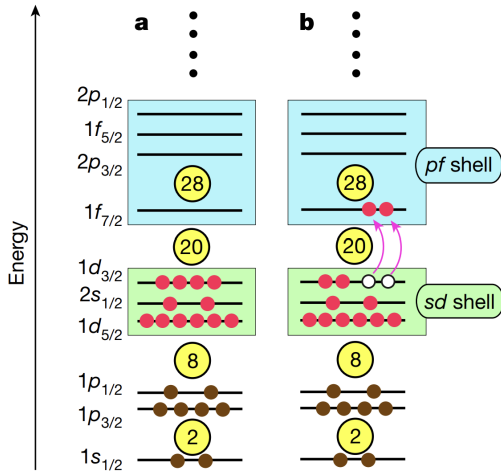 a
b
Energy
2p1/2
1f5/2
2p3/2
1f7/2
1d3/2
2s1/2
1d5/2
1p1/2
1p3/2
1s1/2
28
20
8
2
28
20
8
2
pf shell
sd shell